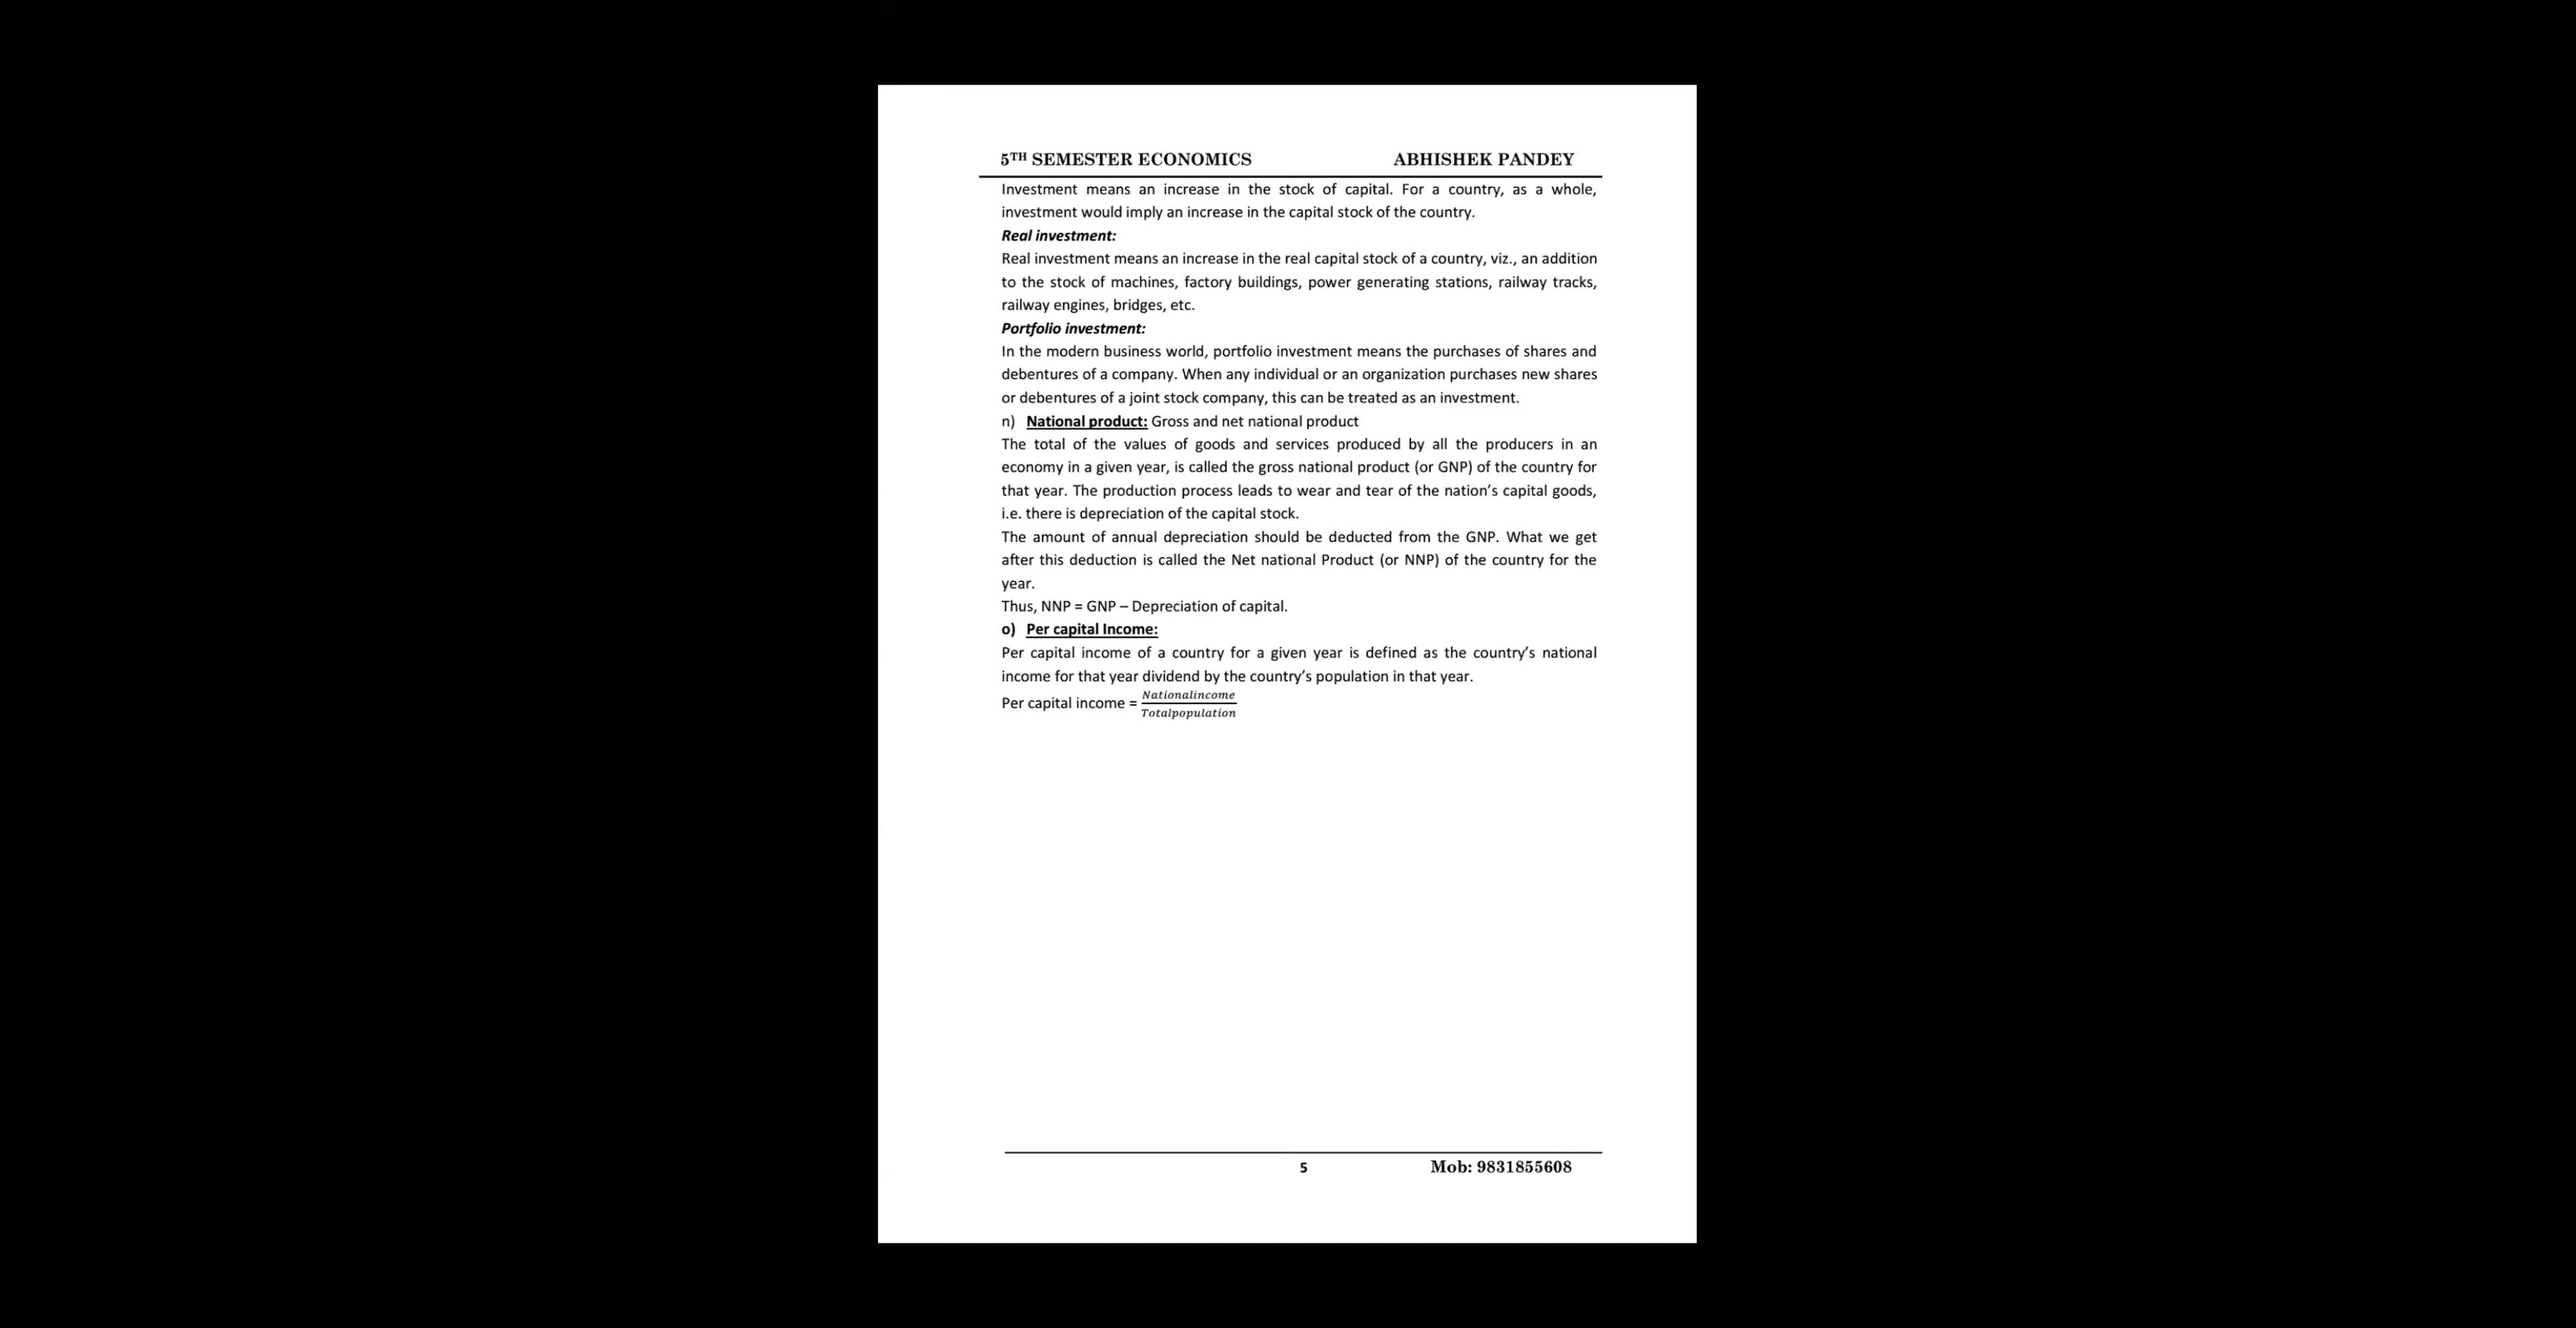 5TH SEMESTER ECONOMICS ABHISHEK PANDEY
Investment means an increase in the stock of capital. For a country, as a whole,
investment would imply an increase in the capital stock of the country.
Real investment:
Real investment means an increase in the real capital stock of a country, viz., an addition
to the stock of machines, factory buildings, power generating stations, railway tracks,
railway engines, bridges, etc.
Portfolio investment:
In the modern business world, portfolio investment means the purchases of shares and
debentures of a company. When any individual or an organization purchases new shares
or debentures of a joint stock company, this can be treated as an investment.
n) National product: Gross and net national product
The total of the values of goods and services produced by all the producers in an
economy in a given year, is called the gross national product (or GNP) of the country for
that year. The production process leads to wear and tear of the nation’s capital goods,
i.e. there is depreciation of the capital stock.
The amount of annual depreciation should be deducted from the GNP. What we get
after this deduction is called the Net national Product (or NNP) of the country for the
year.
Thus, NNP = GNP – Depreciation of capital.
o) Per capital Income:
Per capital income of a country for a given year is defined as the country’s national
income for that year dividend by the country’s population in that year.
Per capital income = Nationalincome
Totalpopulation
5 Mob: 9831855608